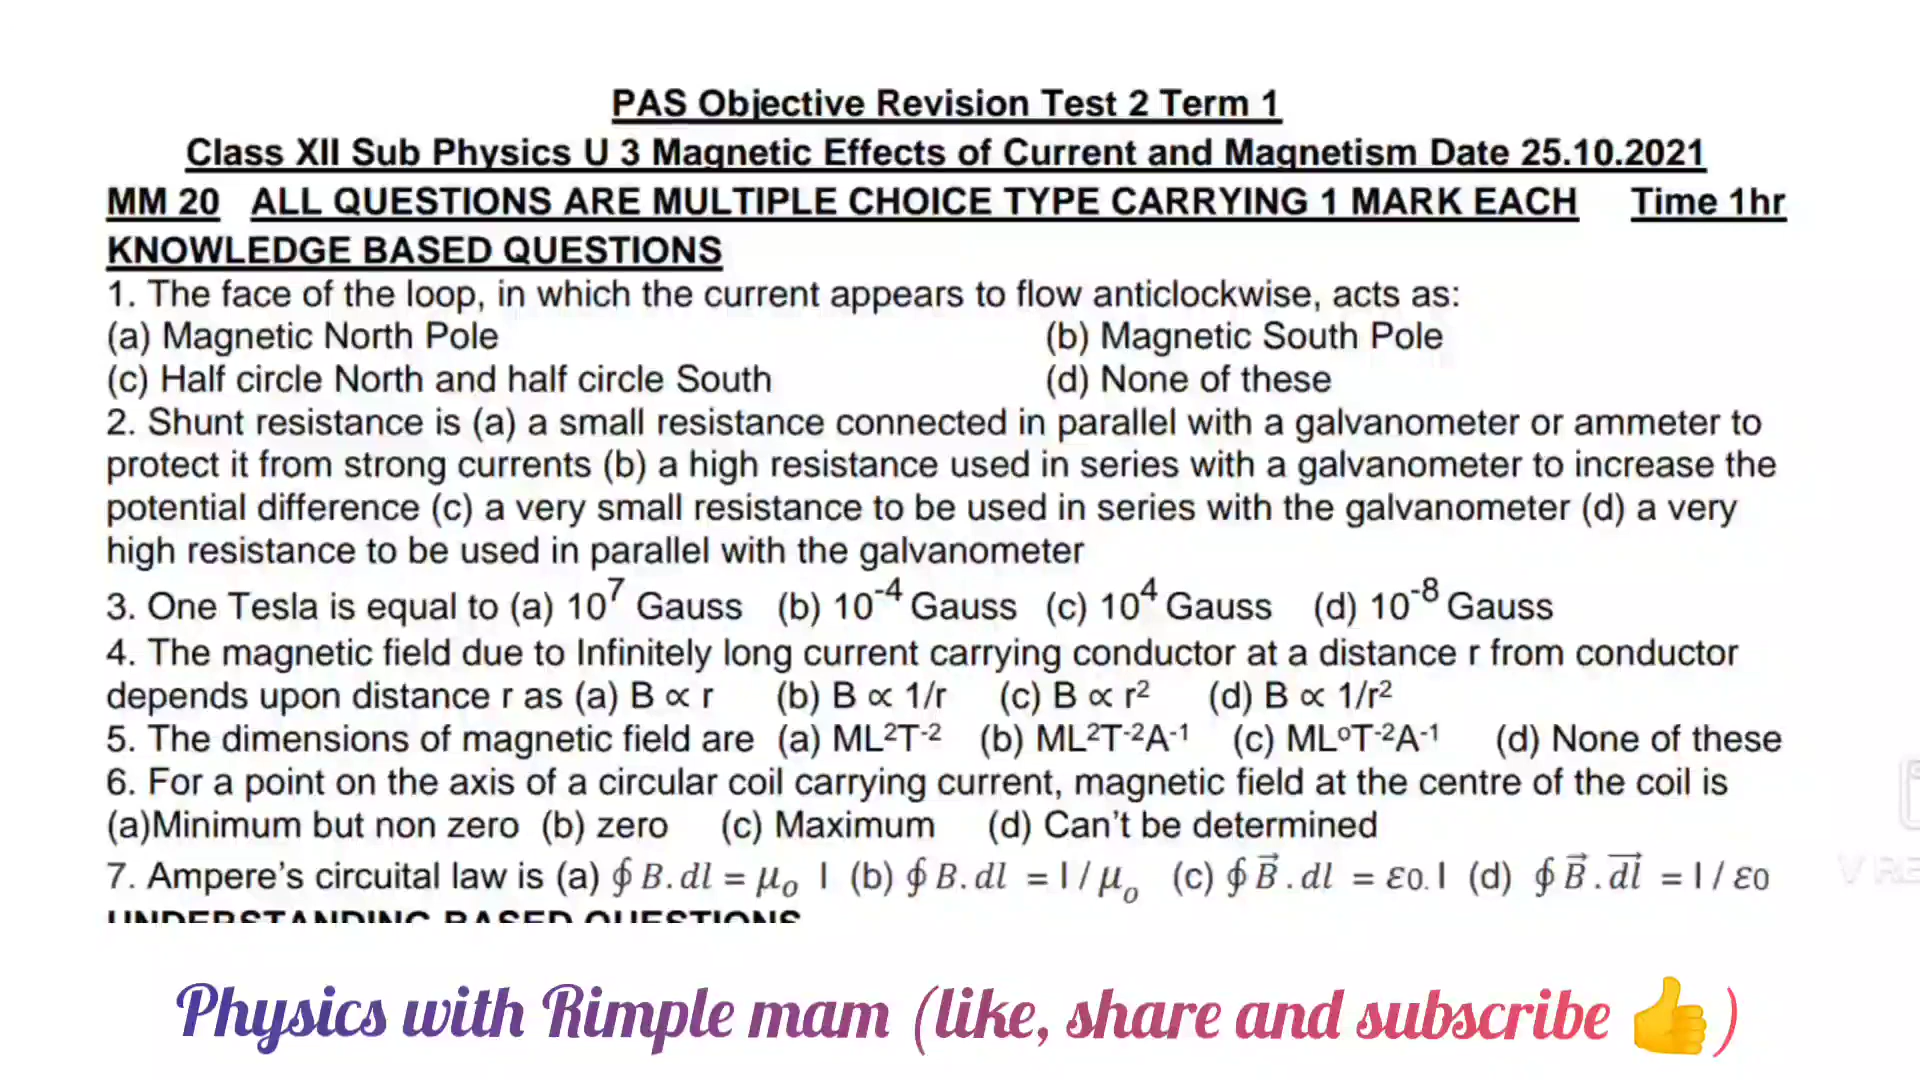 PAS Objective Revision Test 2 Term 1
Class XII Sub Physics U 3 Magnetic Effects of Current and Magnetism Date 25.10.2021
MM 20 ALL QUESTIONS ARE MULTIPLE CHOICE TYPE CARRYING 1 MARK EACH Time 1hr
KNOWLEDGE BASED QUESTIONS
1. The face of the loop, in which the current appears to flow anticlockwise, acts as:
(a) Magnetic North Pole (b) Magnetic South Pole
(c) Half circle North and half circle South (d) None of these
2. Shunt resistance is (a) a small resistance connected in parallel with a galvanometer or ammeter to
protect it from strong currents (b) a high resistance used in series with a galvanometer to increase the
potential difference (c) a very small resistance to be used in series with the galvanometer (d) a very
high resistance to be used in parallel with the galvanometer
3. One Tesla is equal to (a) 10⁷ Gauss (b) 10⁻⁴ Gauss (c) 10⁴ Gauss (d) 10⁻⁸ Gauss
4. The magnetic field due to Infinitely long current carrying conductor at a distance r from conductor
depends upon distance r as (a) B ∝ r (b) B ∝ 1/r (c) B ∝ r² (d) B ∝ 1/r²
5. The dimensions of magnetic field are (a) ML²T⁻² (b) ML²T⁻²A⁻¹ (c) MLᵒT⁻²A⁻¹ (d) None of these
6. For a point on the axis of a circular coil carrying current, magnetic field at the centre of the coil is
(a)Minimum but non zero (b) zero (c) Maximum (d) Can't be determined
7. Ampere's circuital law is (a) ∮ B. dl = μₒ I (b) ∮ B. dl = I / μₒ (c) ∮ B⃗ . dl = ε0. I (d) ∮ B⃗ . d⃗l⃗ = I / ε0
UNDERSTANDING BASED QUESTIONS
Physics with Rimple mam (like, share and subscribe 👍)